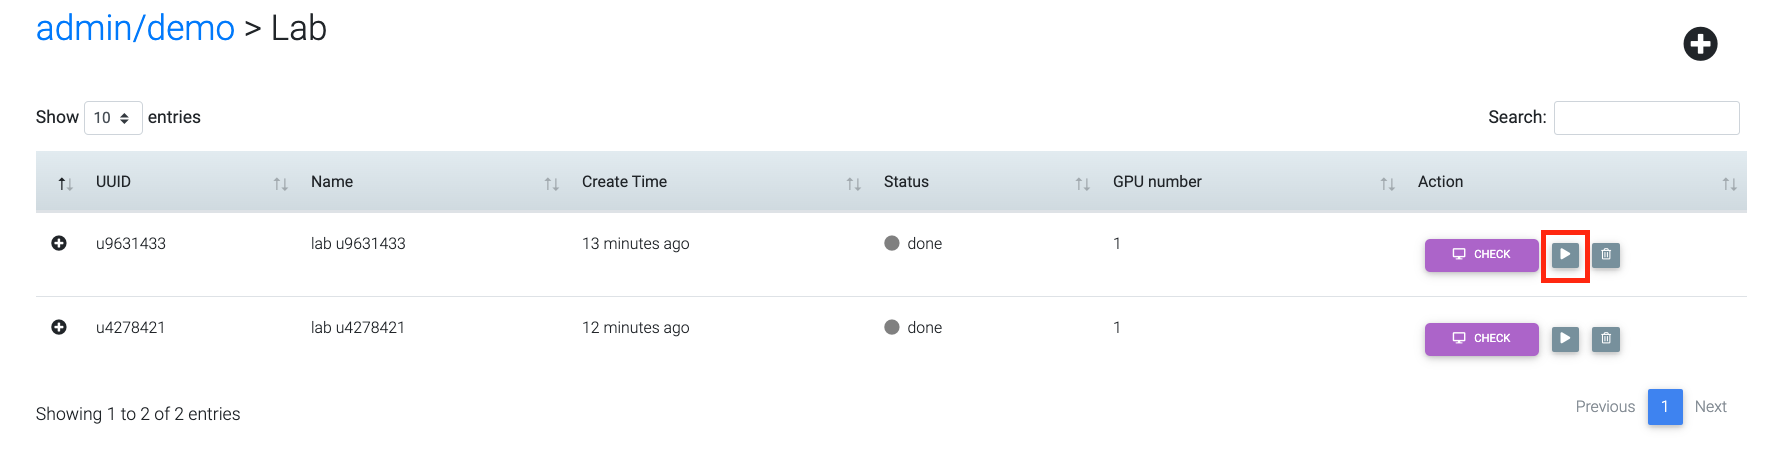 admin/demo > Lab
Show 10 entries Search:
UUID Name Create Time Status GPU number Action
u9631433 lab u9631433 13 minutes ago done 1 CHECK
u4278421 lab u4278421 12 minutes ago done 1 CHECK
Showing 1 to 2 of 2 entries Previous 1 Next